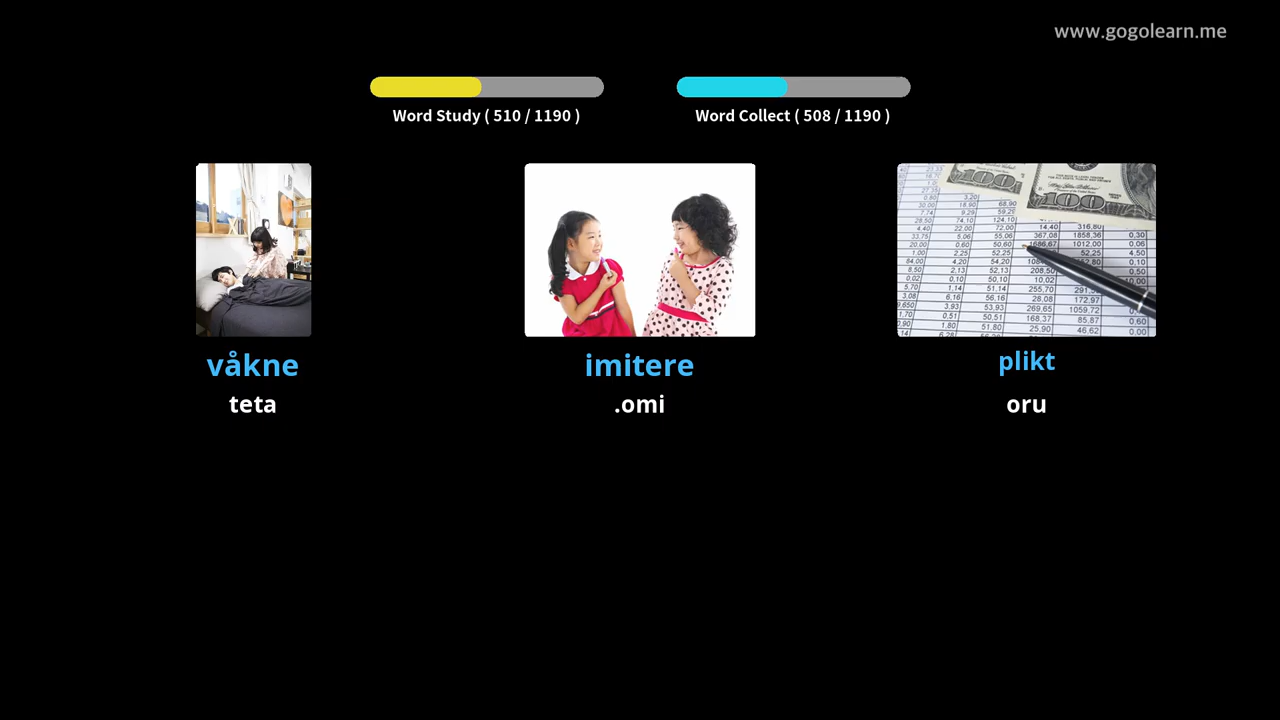 www.gogolearn.me
Word Study ( 510 / 1190 )
Word Collect ( 508 / 1190 )
våkne
imitere
plikt
teta
.omi
oru